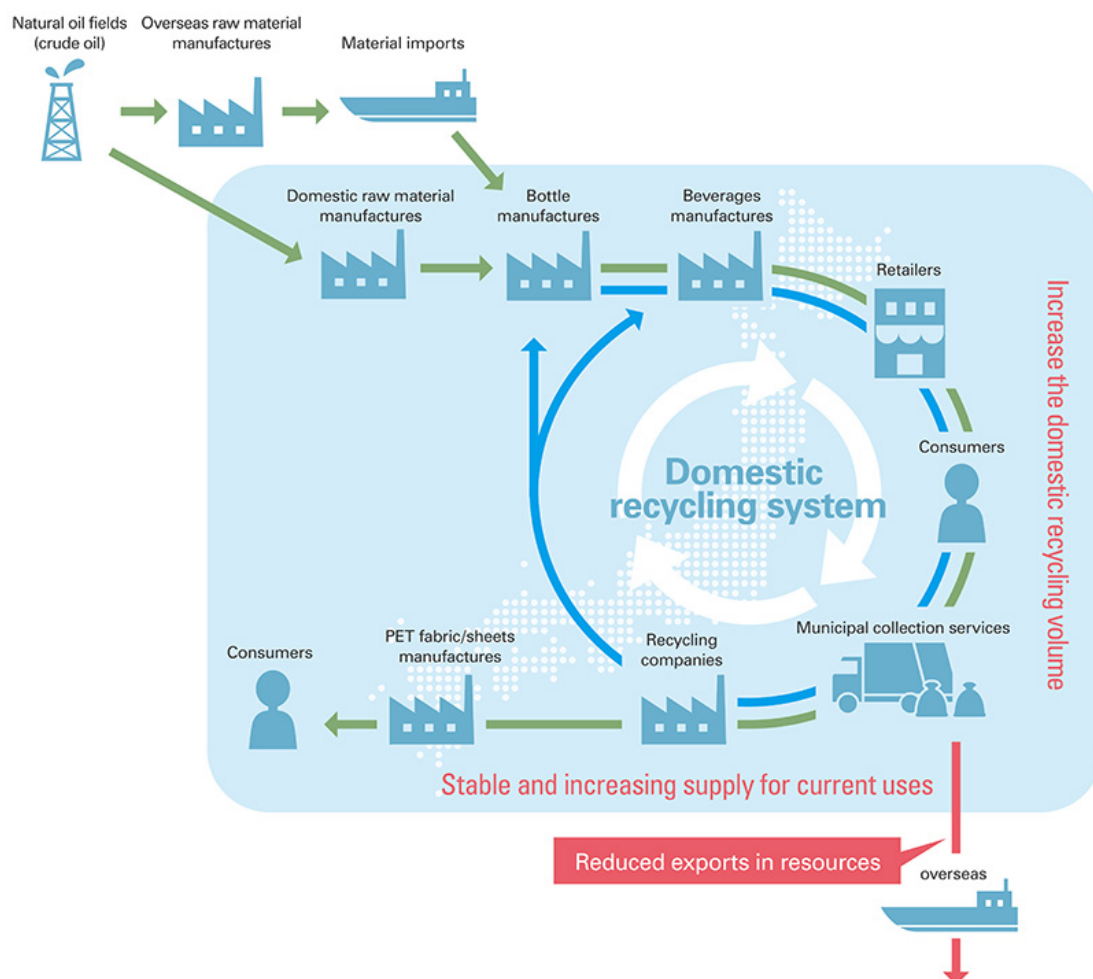 Natural oil fields
(crude oil)
Overseas raw material
manufactures
Material imports
Domestic raw material
manufactures
Bottle
manufactures
Beverages
manufactures
Retailers
Increase the domestic recycling volume
Consumers
Domestic
recycling system
Municipal collection services
Recycling
companies
PET fabric/sheets
manufactures
Consumers
Stable and increasing supply for current uses
Reduced exports in resources
overseas